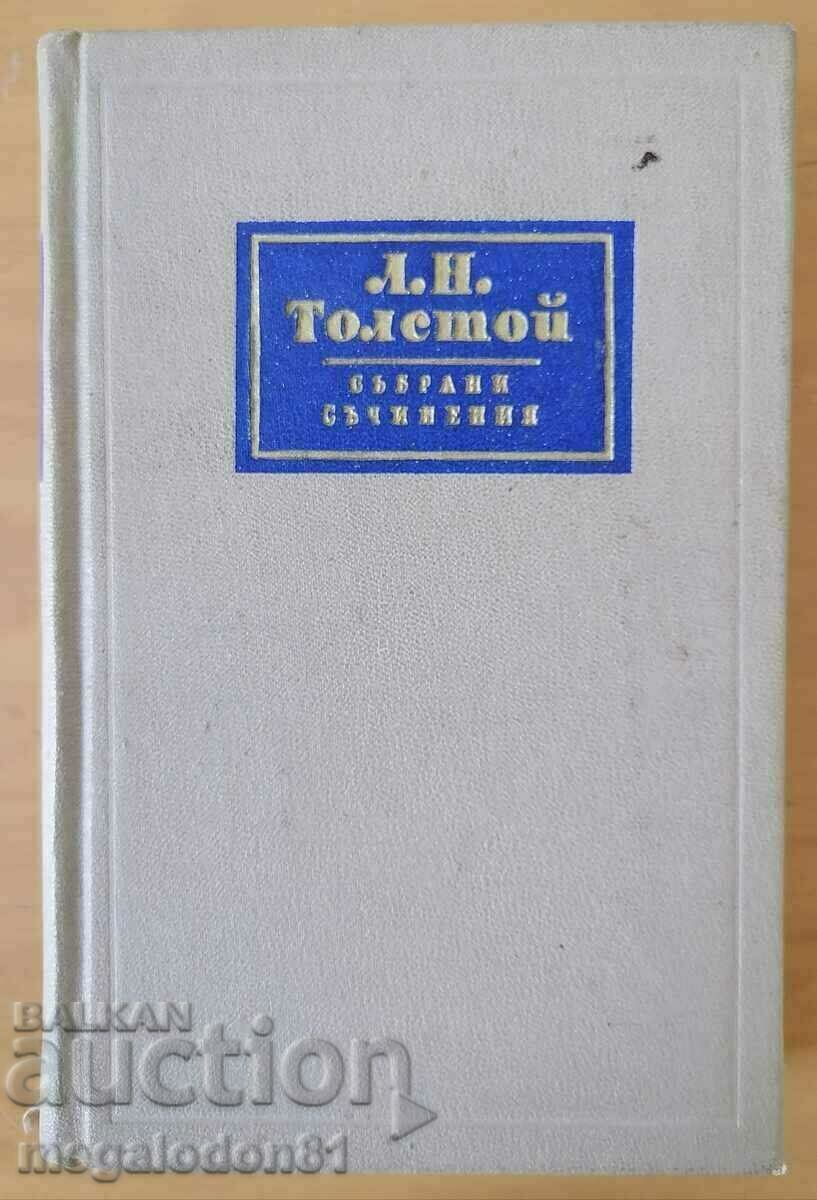 Л.Н.
Толстой
СЪБРАНИ
СЪЧИНЕНИЯ
BALKAN
auction
megalodon81